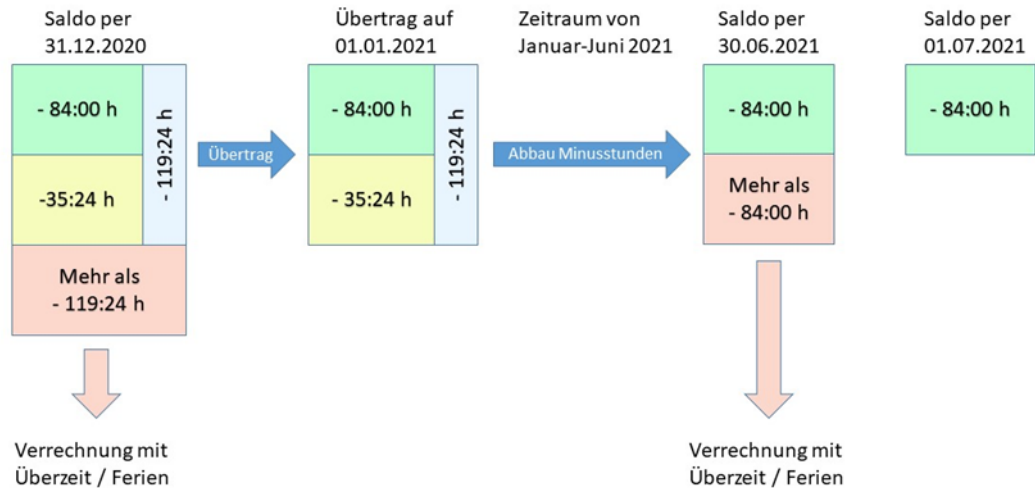 Saldo per
31.12.2020
- 84:00 h
-35:24 h
- 119:24 h
Mehr als
- 119:24 h
Verrechnung mit
Überzeit / Ferien
Übertrag
Übertrag auf
01.01.2021
- 84:00 h
- 35:24 h
- 119:24 h
Zeitraum von
Januar-Juni 2021
Abbau Minusstunden
Saldo per
30.06.2021
- 84:00 h
Mehr als
- 84:00 h
Verrechnung mit
Überzeit / Ferien
Saldo per
01.07.2021
- 84:00 h